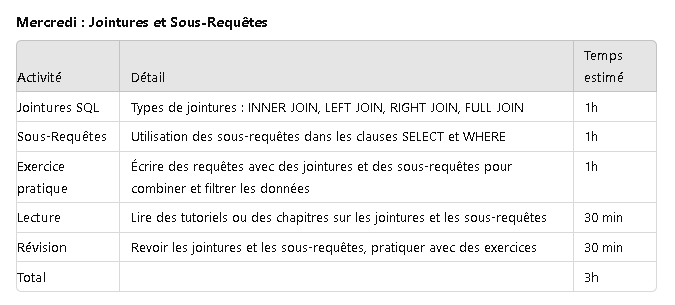 Mercredi : Jointures et Sous-Requêtes
Activité Détail Temps estimé
Jointures SQL Types de jointures : INNER JOIN, LEFT JOIN, RIGHT JOIN, FULL JOIN 1h
Sous-Requêtes Utilisation des sous-requêtes dans les clauses SELECT et WHERE 1h
Exercice pratique Écrire des requêtes avec des jointures et des sous-requêtes pour combiner et filtrer les données 1h
Lecture Lire des tutoriels ou des chapitres sur les jointures et les sous-requêtes 30 min
Révision Revoir les jointures et les sous-requêtes, pratiquer avec des exercices 30 min
Total 3h